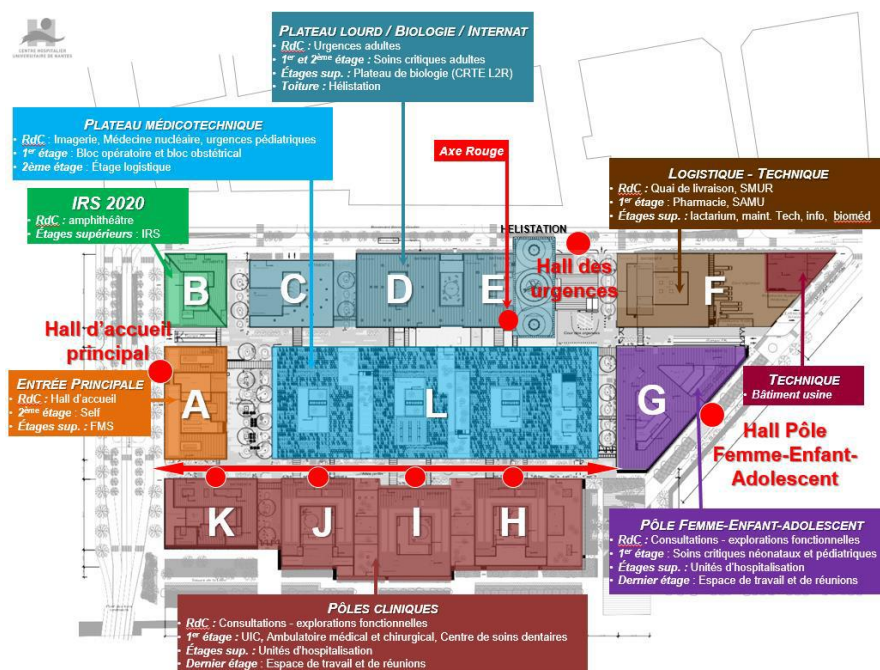 CENTRE HOSPITALIER
UNIVERSITAIRE DE NANTES
PLATEAU LOURD / BIOLOGIE / INTERNAT
• RdC : Urgences adultes
• 1er et 2ème étage : Soins critiques adultes
• Étages sup. : Plateau de biologie (CRTE L2R)
• Toiture : Hélistation
PLATEAU MÉDICOTECHNIQUE
• RdC : Imagerie, Médecine nucléaire, urgences pédiatriques
• 1er étage : Bloc opératoire et bloc obstétrical
• 2ème étage : Étage logistique
Axe Rouge
LOGISTIQUE - TECHNIQUE
• RdC : Quai de livraison, SMUR
• 1er étage : Pharmacie, SAMU
• Étages sup. : lactarium, maint. Tech, info, bioméd
IRS 2020
• RdC : amphithéâtre
• Étages supérieurs : IRS
HELISTATION
Hall des
urgences
B
C
D
E
F
Hall d'accueil
principal
ENTRÉE PRINCIPALE
• RdC : Hall d'accueil
• 2ème étage : Self
• Étages sup. : FMS
A
L
G
TECHNIQUE
• Bâtiment usine
Hall Pôle
Femme-Enfant-
Adolescent
K
J
I
H
PÔLE FEMME-ENFANT-ADOLESCENT
• RdC : Consultations - explorations fonctionnelles
• 1er étage : Soins critiques néonataux et pédiatriques
• Étages sup. : Unités d'hospitalisation
• Dernier étage : Espace de travail et de réunions
PÔLES CLINIQUES
• RdC : Consultations - explorations fonctionnelles
• 1er étage : UIC, Ambulatoire médical et chirurgical, Centre de soins dentaires
• Étages sup. : Unités d'hospitalisation
• Dernier étage : Espace de travail et de réunions